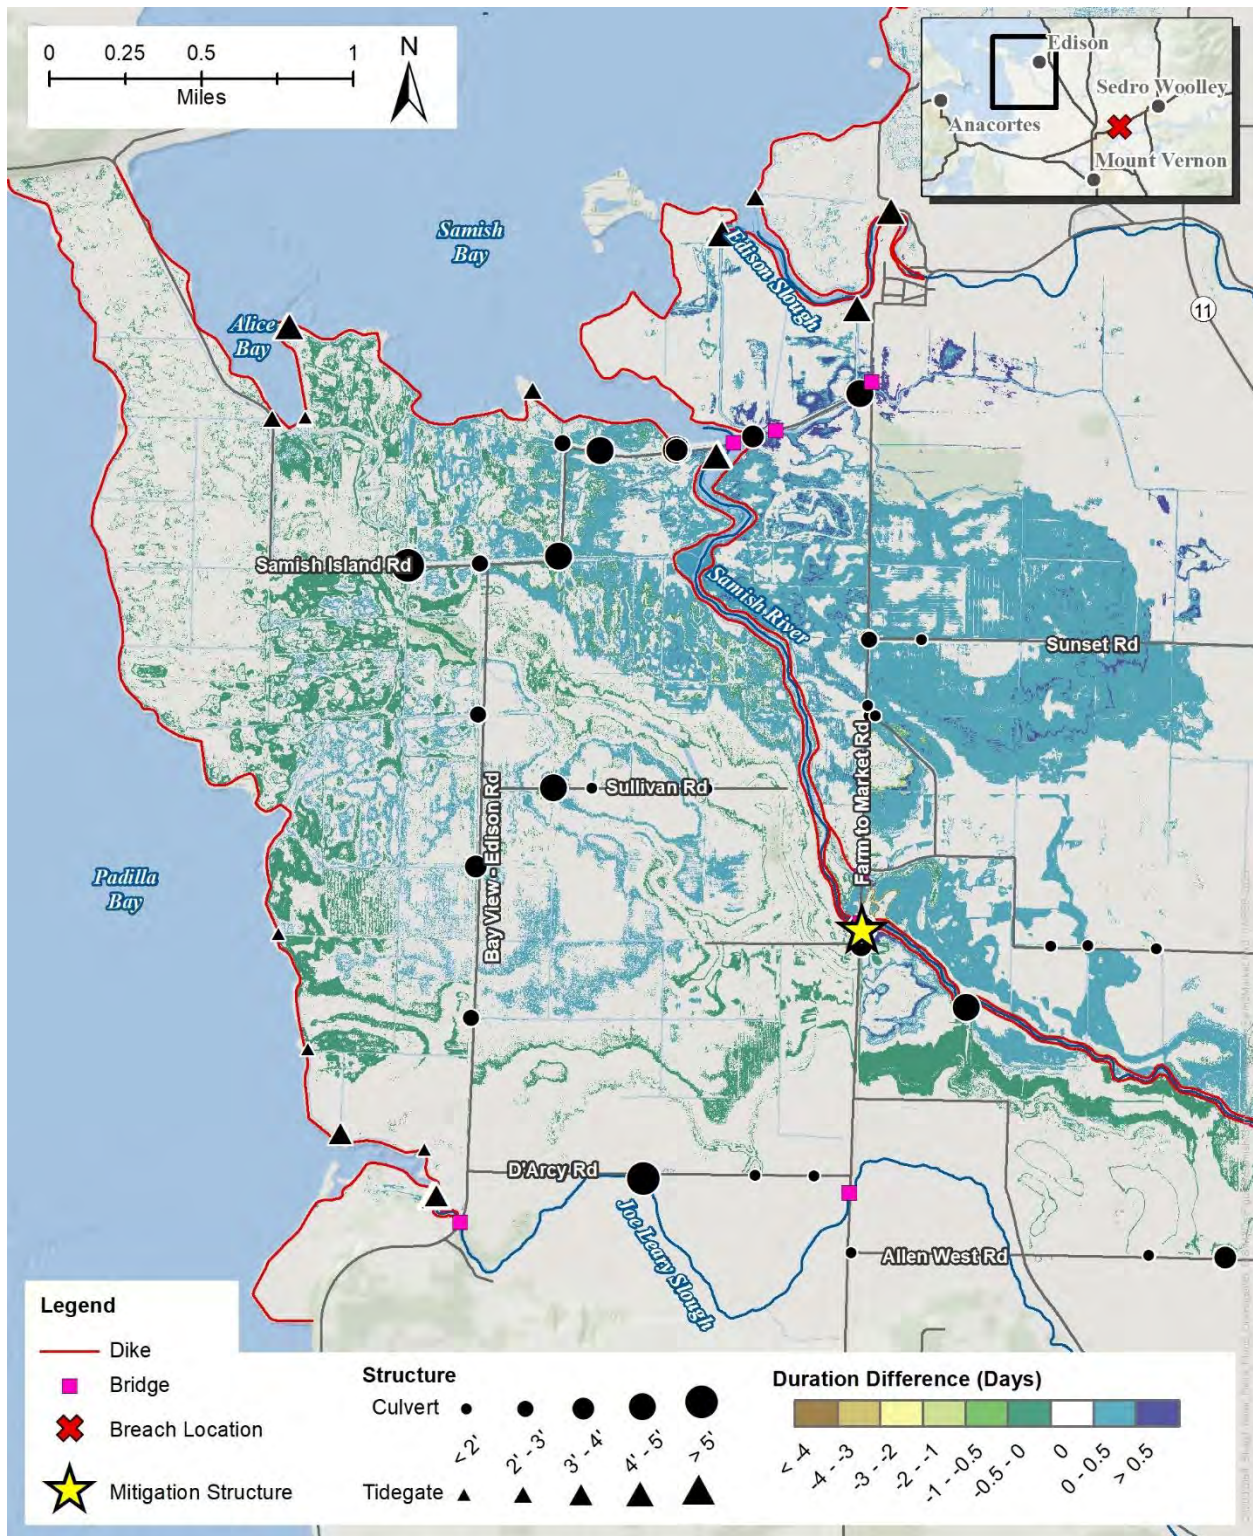 0 0.25 0.5 1
Miles
N
Edison
Sedro Woolley
Anacortes
Mount Vernon
Samish
Bay
Edison Slough
11
Alice
Bay
Samish Island Rd
Samish River
Sunset Rd
Farm to Market Rd
Sullivan Rd
Bay View - Edison Rd
Padilla
Bay
D'Arcy Rd
Joe Leary Slough
Allen West Rd
Legend
Dike
Bridge
Breach Location
Mitigation Structure
Structure
Culvert
< 2' 2' - 3' 3' - 4' 4' - 5' > 5'
Tidegate
Duration Difference (Days)
< -4 -4 - -3 -3 - -2 -2 - -1 -1 - -0.5 -0.5 - 0 0 0 - 0.5 > 0.5